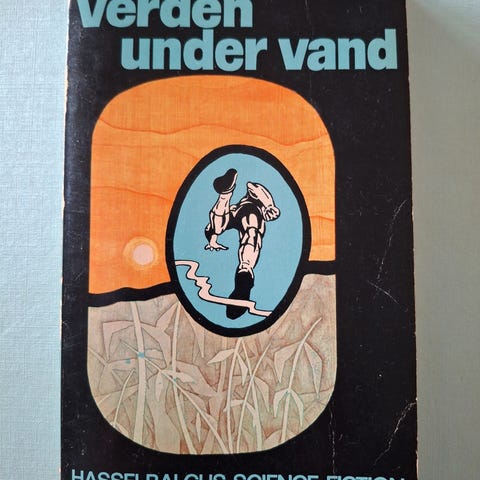 verden
under vand
HASSELBALCHS SCIENCE FICTION